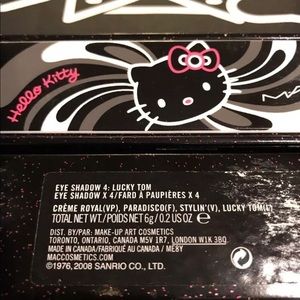 Hello Kitty
MA
EYE SHADOW 4: LUCKY TOM
EYE SHADOW X 4/FARD À PAUPIÈRES X 4
CRÈME ROYAL(VP), PARADISCO(F), STYLIN'(V), LUCKY TOM(L)
TOTAL NET WT./POIDS NET 6g/0.2 US OZ
DIST. BY/PAR: MAKE-UP ART COSMETICS
TORONTO, ONTARIO, CANADA M5V 1R7, LONDON W1K 3BQ
MADE IN CANADA/FABRIQUÉ AU CANADA /
MACCOSMETICS.COM
©1976, 2008 SANRIO CO., LTD.